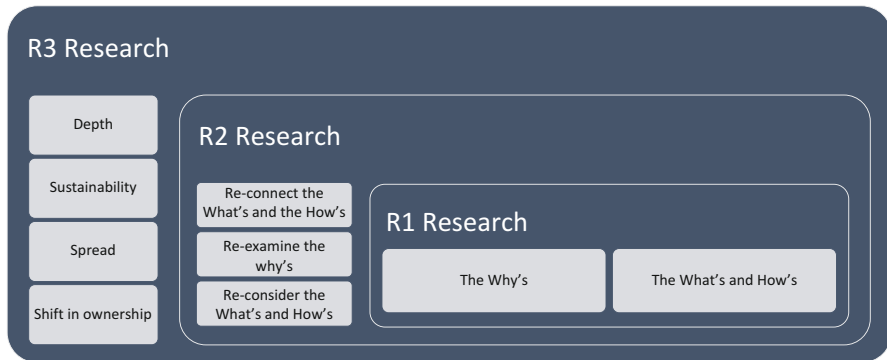 R3 Research
Depth
Sustainability
Spread
Shift in ownership
R2 Research
Re-connect the
What's and the How's
Re-examine the
why's
Re-consider the
What's and How's
R1 Research
The Why's
The What's and How's